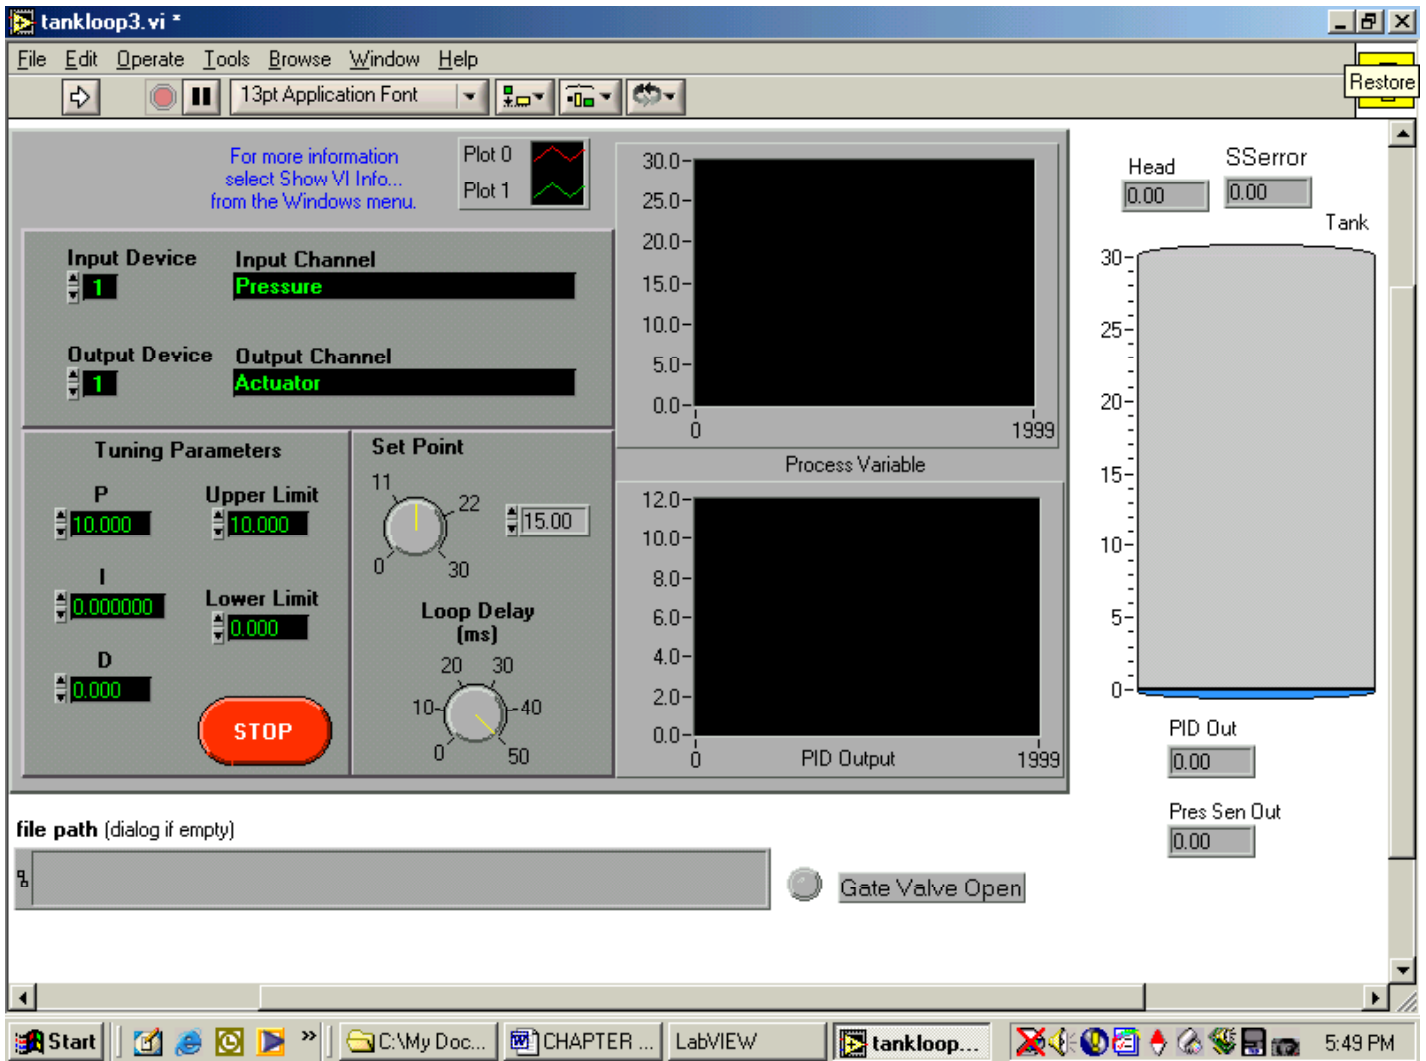 tankloop3.vi *
File Edit Operate Tools Browse Window Help
Restore
13pt Application Font
For more information
select Show VI Info...
from the Windows menu.
Plot 0
Plot 1
Input Device
Input Channel
1
Pressure
Output Device
Output Channel
1
Actuator
Tuning Parameters
P
Upper Limit
10.000
10.000
I
Lower Limit
0.000000
0.000
D
0.000
STOP
Set Point
11
22
0
30
15.00
Loop Delay
(ms)
20
30
10
40
0
50
30.0
25.0
20.0
15.0
10.0
5.0
0.0
0
1999
Process Variable
12.0
10.0
8.0
6.0
4.0
2.0
0.0
0
PID Output
1999
Head
SSerror
0.00
0.00
Tank
30
25
20
15
10
5
0
PID Out
0.00
Pres Sen Out
0.00
file path (dialog if empty)
Gate Valve Open
Start
»
C:\My Doc...
CHAPTER ...
LabVIEW
tankloop...
5:49 PM